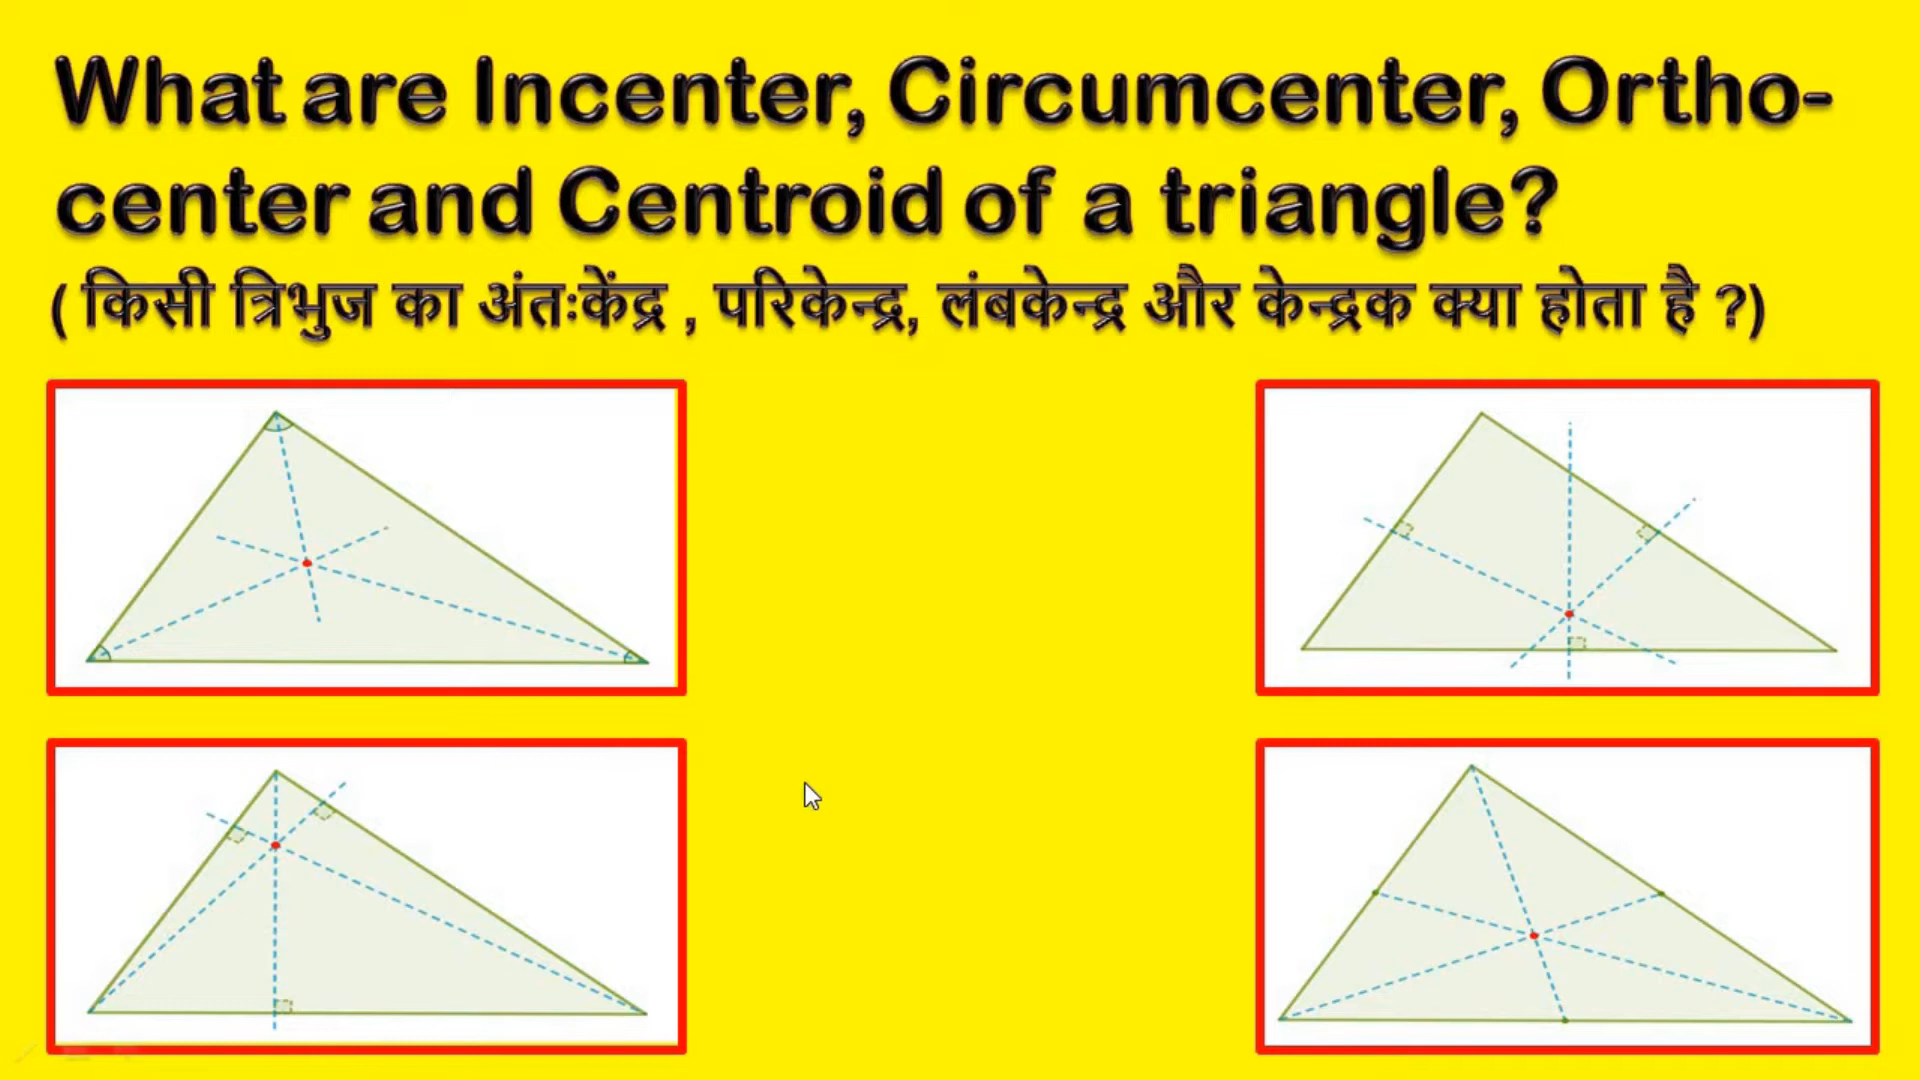 What are Incenter, Circumcenter, Ortho-
center and Centroid of a triangle?
( किसी त्रिभुज का अंतःकेंद्र , परिकेन्द्र, लंबकेन्द्र और केन्द्रक क्या होता है ?)